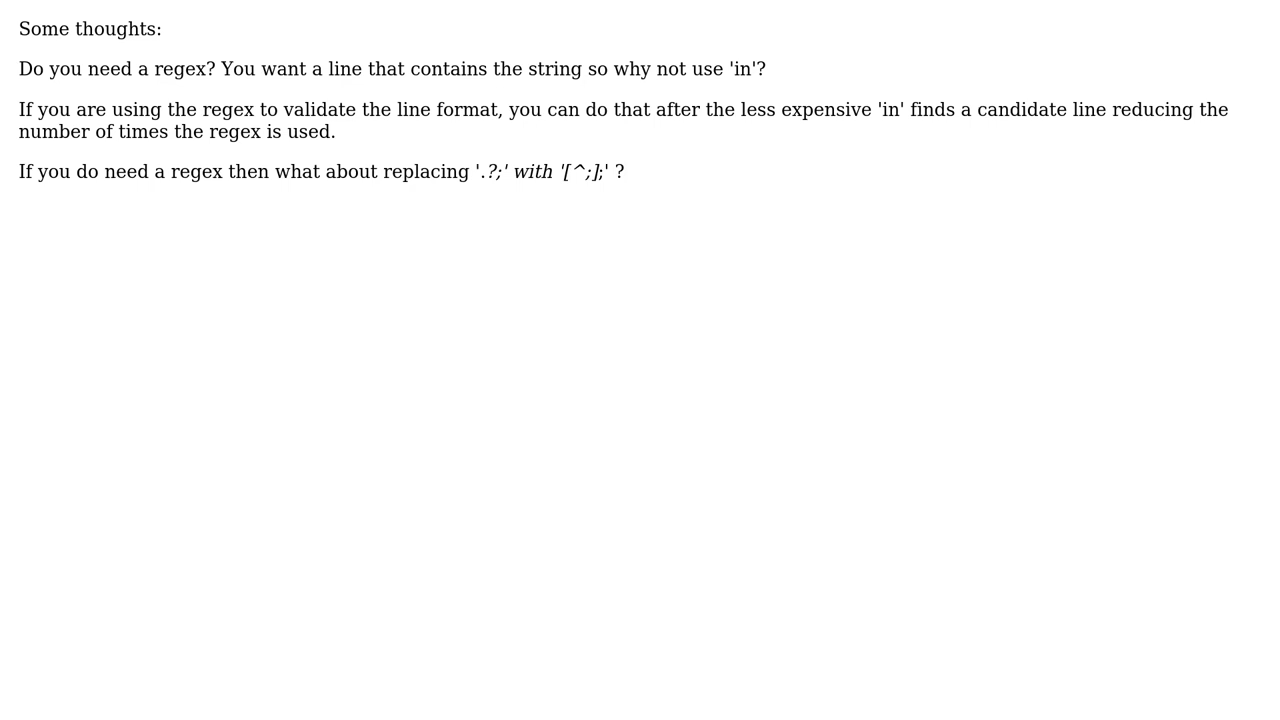 Some thoughts:
Do you need a regex? You want a line that contains the string so why not use 'in'?
If you are using the regex to validate the line format, you can do that after the less expensive 'in' finds a candidate line reducing the
number of times the regex is used.
If you do need a regex then what about replacing '.?;' with '[^;];' ?